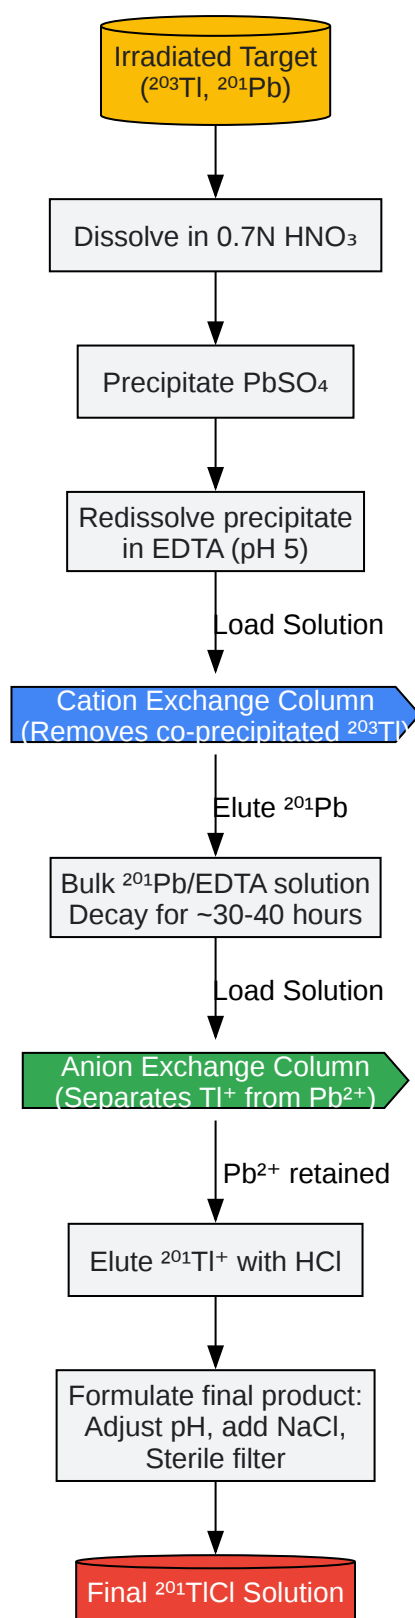 Irradiated Target
(²⁰³Tl, ²⁰¹Pb)
Dissolve in 0.7N HNO₃
Precipitate PbSO₄
Redissolve precipitate
in EDTA (pH 5)
Load Solution
Cation Exchange Column
(Removes co-precipitated ²⁰³Tl)
Elute ²⁰¹Pb
Bulk ²⁰¹Pb/EDTA solution
Decay for ~30-40 hours
Load Solution
Anion Exchange Column
(Separates Tl⁺ from Pb²⁺)
Pb²⁺ retained
Elute ²⁰¹Tl⁺ with HCl
Formulate final product:
Adjust pH, add NaCl,
Sterile filter
Final ²⁰¹TlCl Solution